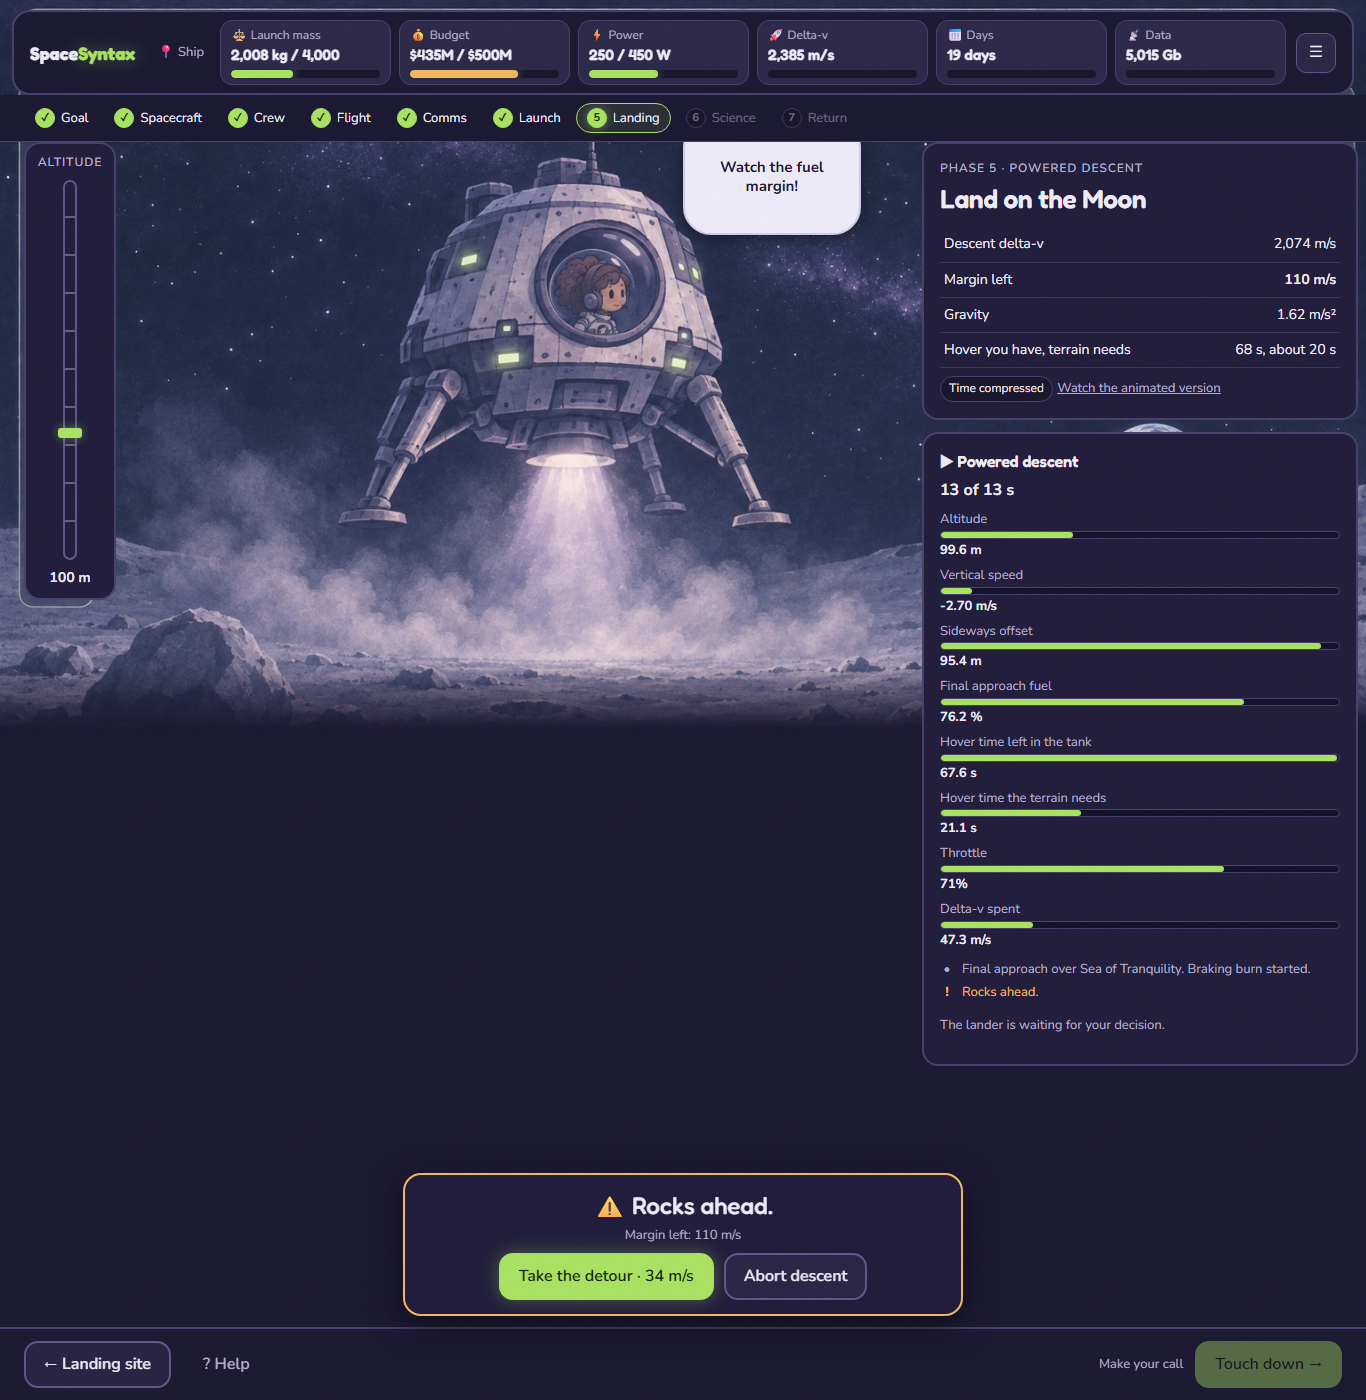 SpaceSyntax
📍 Ship
Launch mass
2,008 kg / 4,000
Budget
$435M / $500M
Power
250 / 450 W
Delta-v
2,385 m/s
Days
19 days
Data
5,015 Gb
☰
✓ Goal
✓ Spacecraft
✓ Crew
✓ Flight
✓ Comms
✓ Launch
5 Landing
6 Science
7 Return
ALTITUDE
100 m
Watch the fuel
margin!
PHASE 5 · POWERED DESCENT
Land on the Moon
Descent delta-v 2,074 m/s
Margin left 110 m/s
Gravity 1.62 m/s²
Hover you have, terrain needs 68 s, about 20 s
Time compressed Watch the animated version
▶ Powered descent
13 of 13 s
Altitude
99.6 m
Vertical speed
-2.70 m/s
Sideways offset
95.4 m
Final approach fuel
76.2 %
Hover time left in the tank
67.6 s
Hover time the terrain needs
21.1 s
Throttle
71%
Delta-v spent
47.3 m/s
• Final approach over Sea of Tranquility. Braking burn started.
! Rocks ahead.
The lander is waiting for your decision.
⚠ Rocks ahead.
Margin left: 110 m/s
Take the detour · 34 m/s
Abort descent
← Landing site
? Help
Make your call
Touch down →